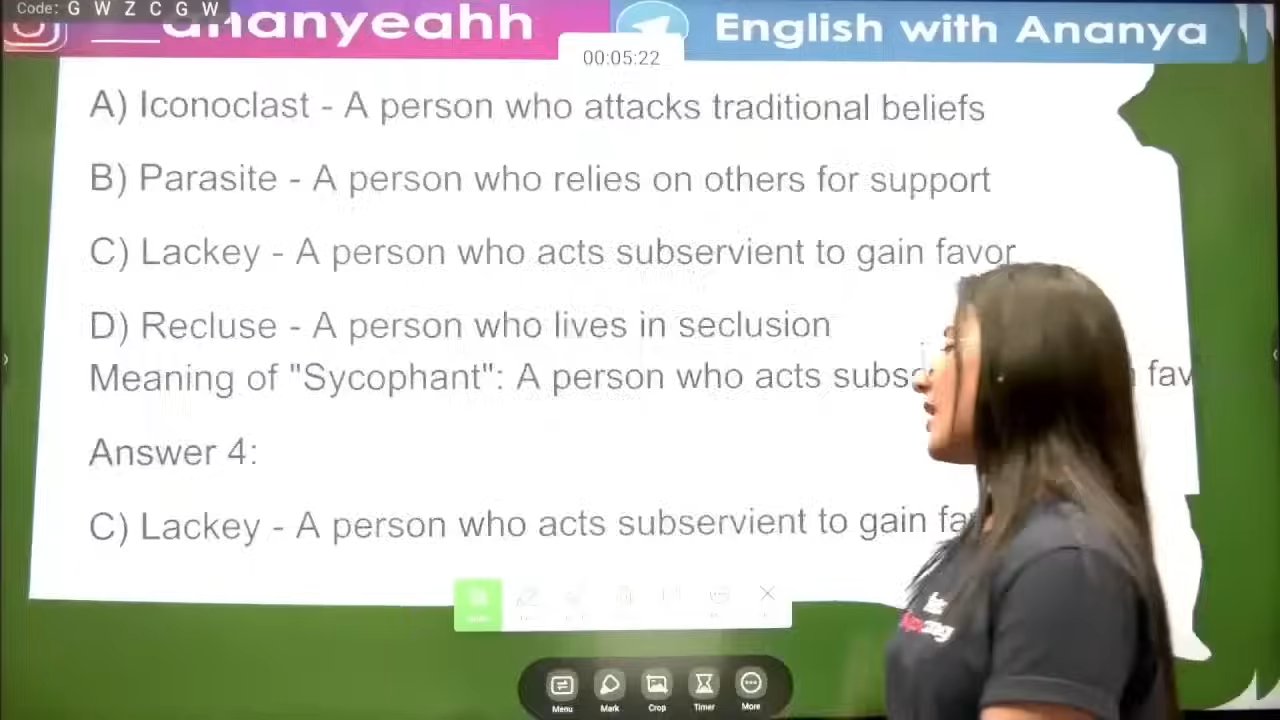 Code: G W Z C G W
___ananyeahh
English with Ananya
00:05:22
A) Iconoclast - A person who attacks traditional beliefs
B) Parasite - A person who relies on others for support
C) Lackey - A person who acts subservient to gain favor
D) Recluse - A person who lives in seclusion
Meaning of "Sycophant": A person who acts subs fav
Answer 4:
C) Lackey - A person who acts subservient to gain fa
Menu Mark Crop Timer More